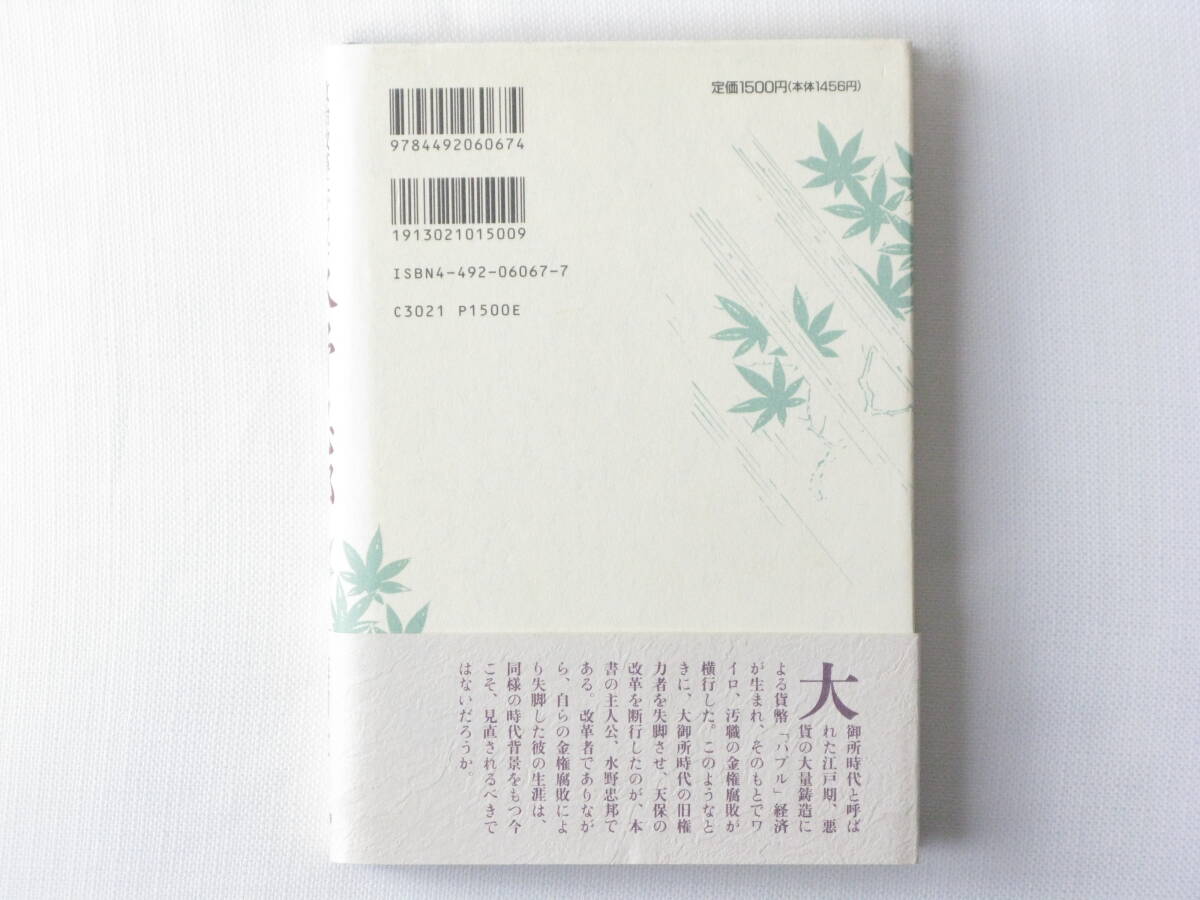 定価1500円(本体1456円)
9784492060674
1913021015009
ISBN4-492-06067-7
C3021 P1500E
大御所時代と呼ば
れた江戸期、悪
貨の大量鋳造に
よる貨幣「バブル」経済
が生まれ、そのもとでワ
イロ、汚職の金権腐敗が
横行した。このようなと
きに、大御所時代の旧権
力者を失脚させ、天保の
改革を断行したのが、本
書の主人公、水野忠邦で
ある。改革者でありなが
ら、自らの金権腐敗によ
り失脚した彼の生涯は、
同様の時代背景をもつ今
こそ、見直されるべきで
はないだろうか。